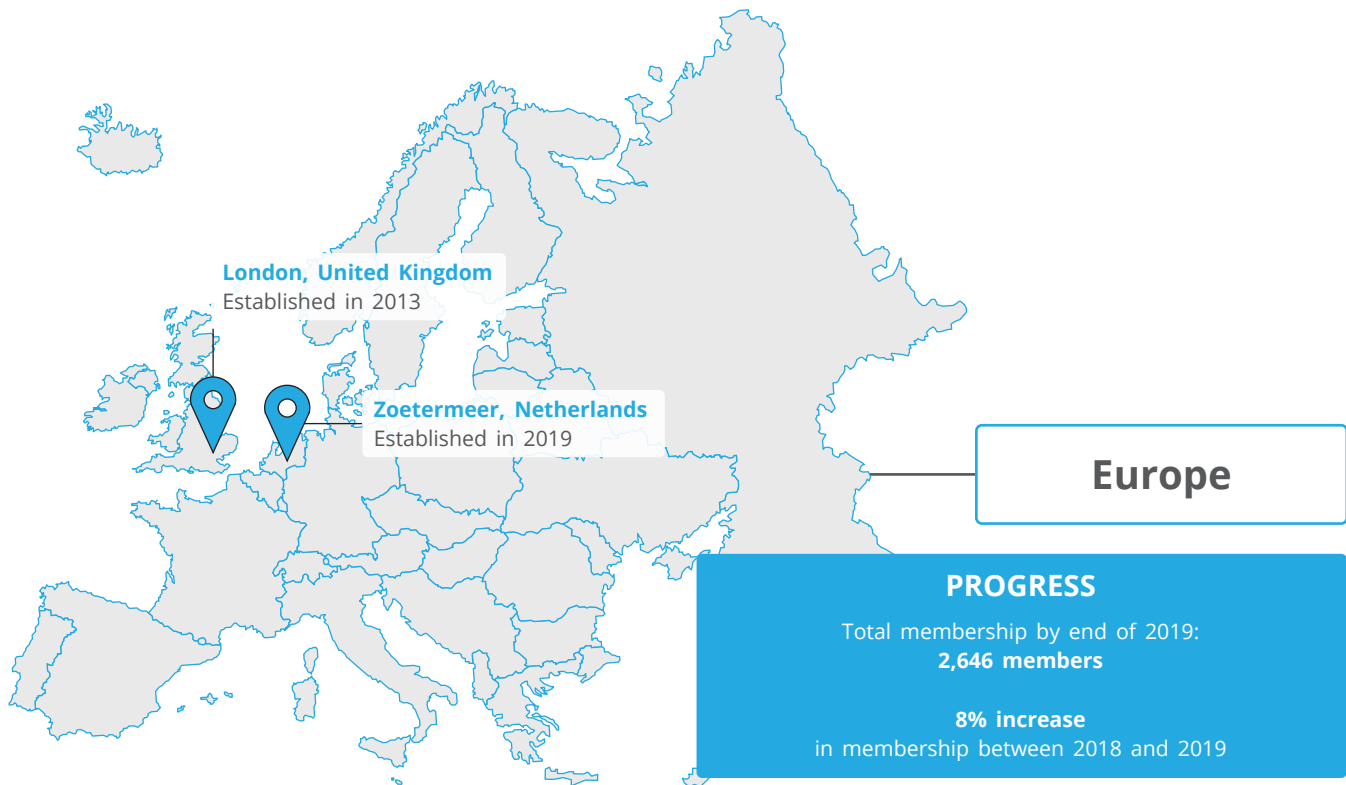 London, United Kingdom
Established in 2013
Zoetermeer, Netherlands
Established in 2019
Europe
PROGRESS
Total membership by end of 2019:
2,646 members
8% increase
in membership between 2018 and 2019